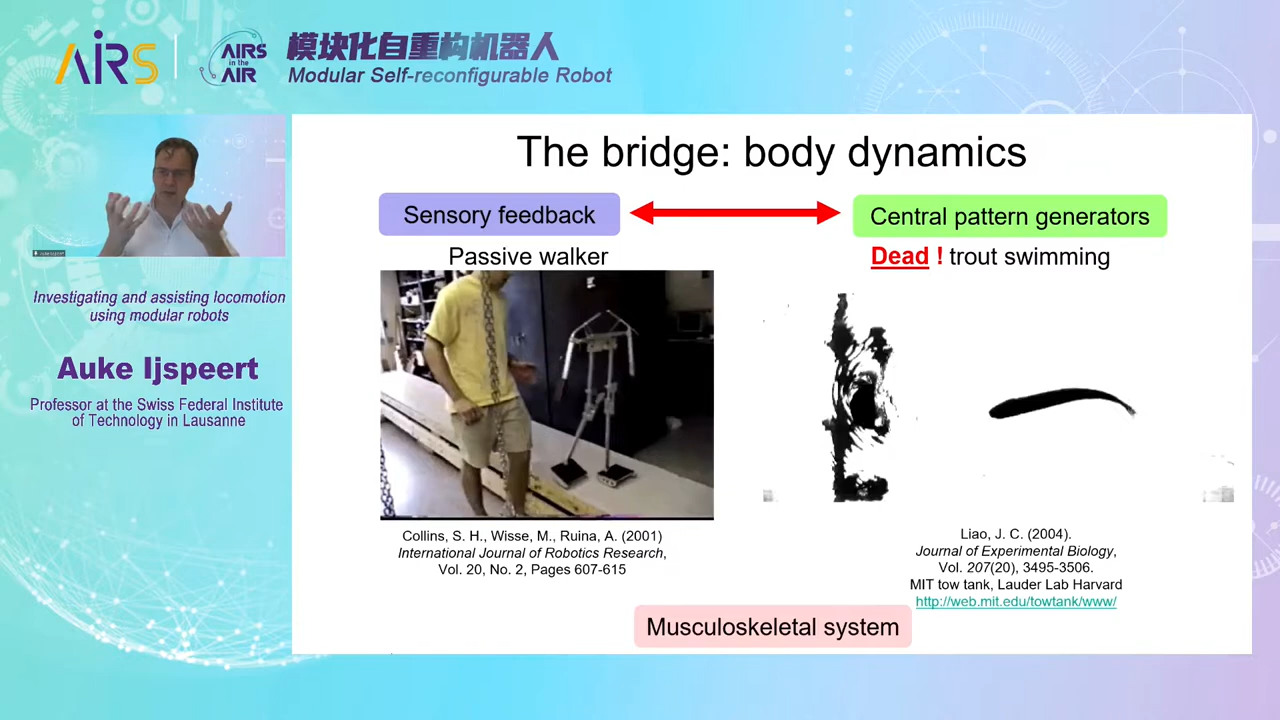 AIRS
AIRS
in the
AIR
模块化自重构机器人
Modular Self-reconfigurable Robot
The bridge: body dynamics
Sensory feedback
Central pattern generators
Passive walker
Dead ! trout swimming
Investigating and assisting locomotion
using modular robots
Auke Ijspeert
Professor at the Swiss Federal Institute
of Technology in Lausanne
Collins, S. H., Wisse, M., Ruina, A. (2001)
International Journal of Robotics Research,
Vol. 20, No. 2, Pages 607-615
Liao, J. C. (2004).
Journal of Experimental Biology,
Vol. 207(20), 3495-3506.
MIT tow tank, Lauder Lab Harvard
http://web.mit.edu/towtank/www/
Musculoskeletal system